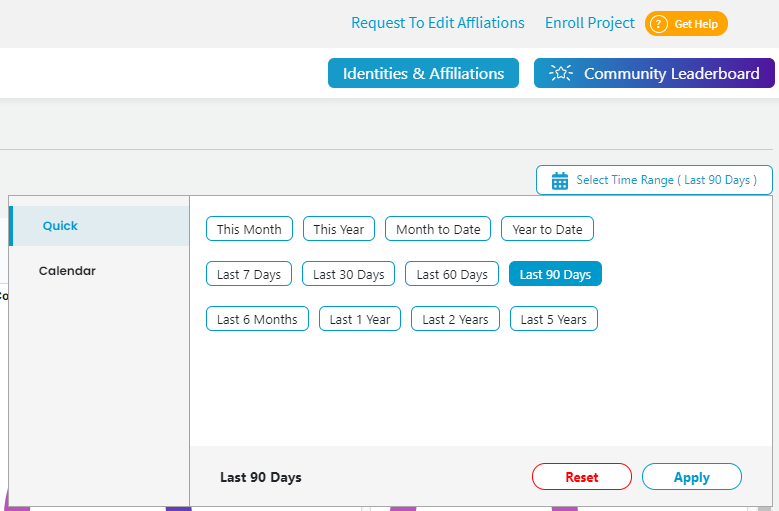 Request To Edit Affliations Enroll Project ? Get Help
Identities & Affiliations Community Leaderboard
Select Time Range ( Last 90 Days )
Quick
This Month This Year Month to Date Year to Date
Calendar
Last 7 Days Last 30 Days Last 60 Days Last 90 Days
Last 6 Months Last 1 Year Last 2 Years Last 5 Years
Last 90 Days Reset Apply